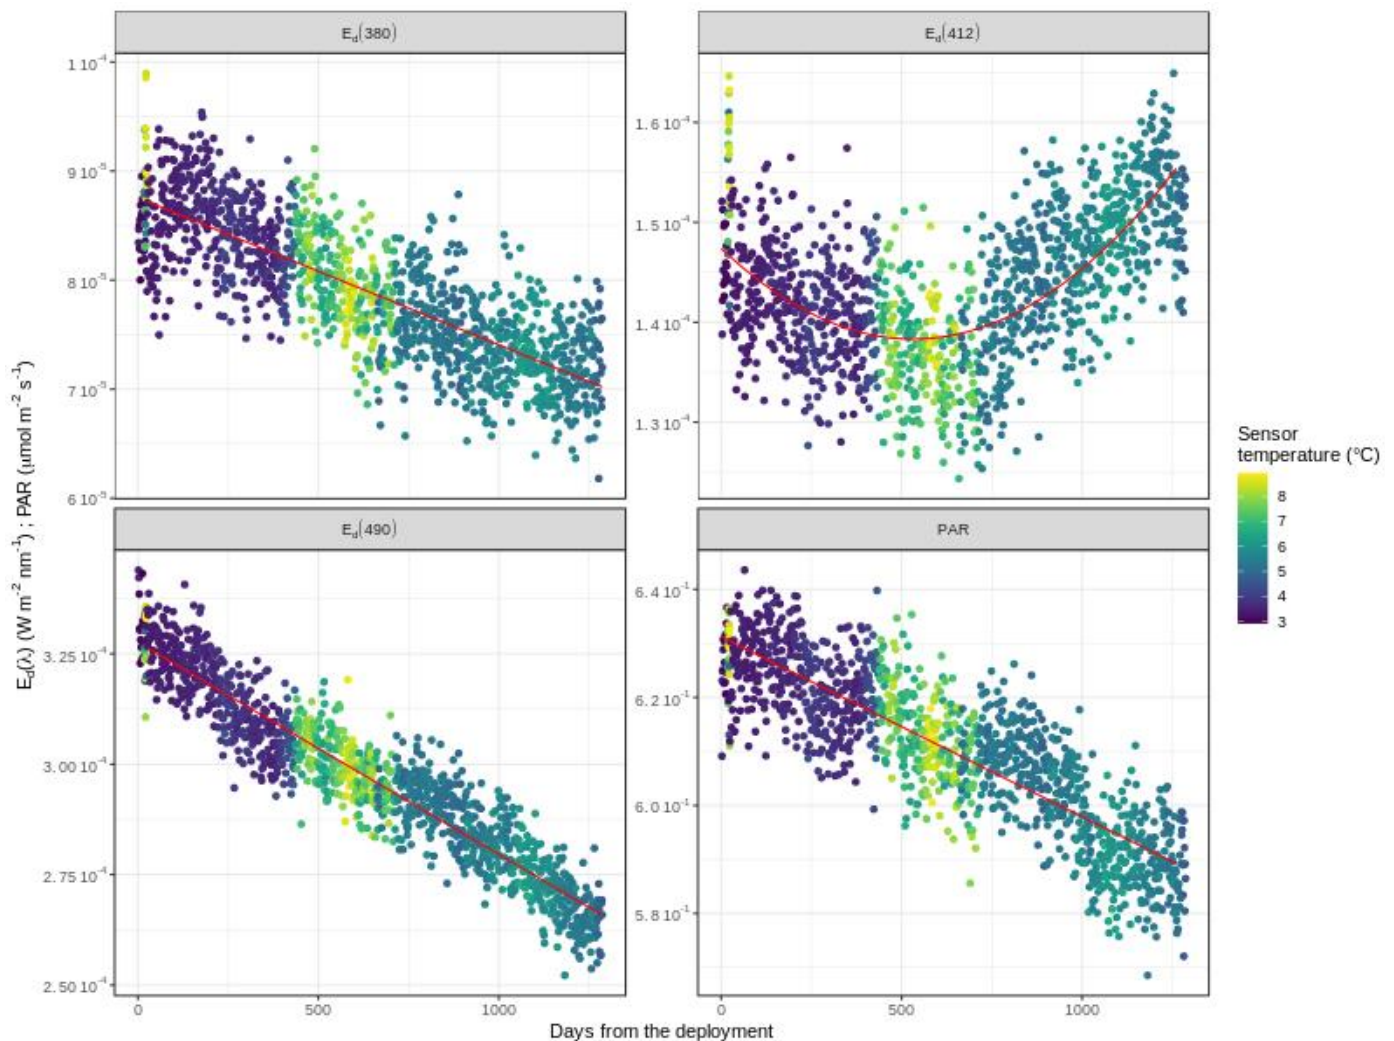 E_d(380)
E_d(412)
1 10⁻⁴
9 10⁻⁵
8 10⁻⁵
7 10⁻⁵
6 10⁻⁵
1.6 10⁻⁴
1.5 10⁻⁴
1.4 10⁻⁴
1.3 10⁻⁴
E_d(490)
PAR
3.25 10⁻⁴
3.00 10⁻⁴
2.75 10⁻⁴
2.50 10⁻⁴
6.4 10⁻¹
6.2 10⁻¹
6.0 10⁻¹
5.8 10⁻¹
0 500 1000
0 500 1000
Days from the deployment
E_d(λ) (W m⁻² nm⁻¹) ; PAR (µmol m⁻² s⁻¹)
Sensor
temperature (°C)
8
7
6
5
4
3